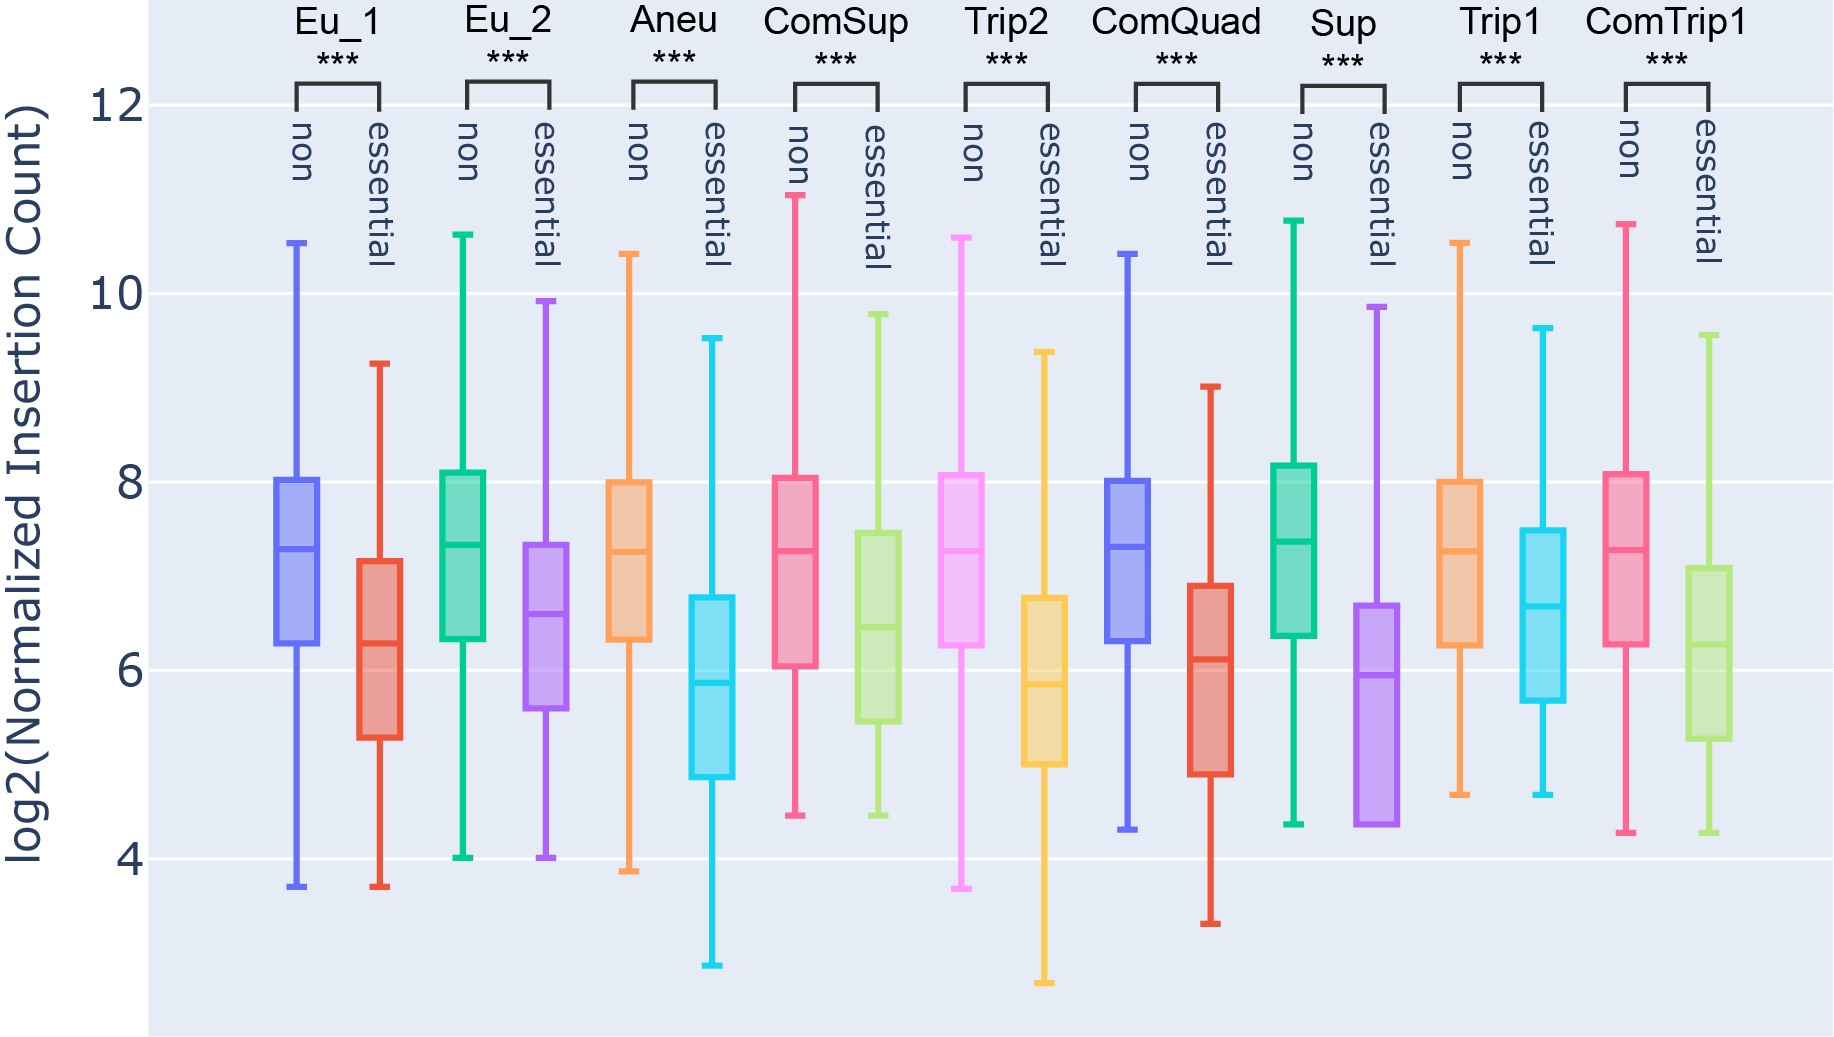 Eu_1 Eu_2 Aneu ComSup Trip2 ComQuad Sup Trip1 ComTrip1
*** *** *** *** *** *** *** *** ***
non essential non essential non essential non essential non essential non essential non essential non essential non essential
12
10
8
6
4
log2(Normalized Insertion Count)